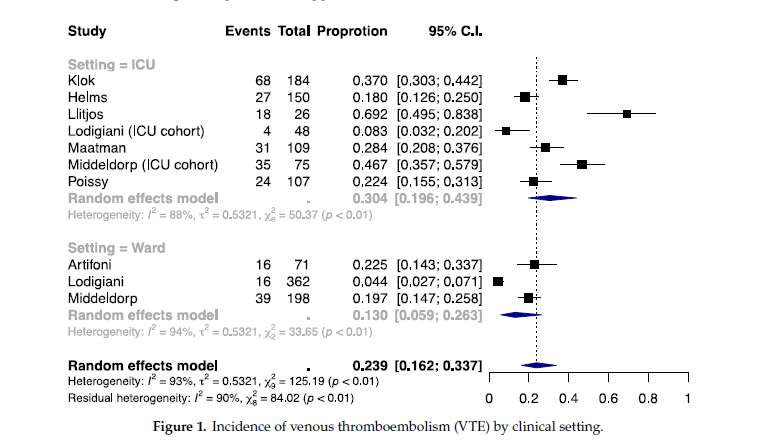 Study Events Total Proprotion 95% C.I.
Setting = ICU
Klok 68 184 0.370 [0.303; 0.442]
Helms 27 150 0.180 [0.126; 0.250]
Llitjos 18 26 0.692 [0.495; 0.838]
Lodigiani (ICU cohort) 4 48 0.083 [0.032; 0.202]
Maatman 31 109 0.284 [0.208; 0.376]
Middeldorp (ICU cohort) 35 75 0.467 [0.357; 0.579]
Poissy 24 107 0.224 [0.155; 0.313]
Random effects model . 0.304 [0.196; 0.439]
Heterogeneity: I² = 88%, τ² = 0.5321, χ²₆ = 50.37 (p < 0.01)
Setting = Ward
Artifoni 16 71 0.225 [0.143; 0.337]
Lodigiani 16 362 0.044 [0.027; 0.071]
Middeldorp 39 198 0.197 [0.147; 0.258]
Random effects model . 0.130 [0.059; 0.263]
Heterogeneity: I² = 94%, τ² = 0.5321, χ²₂ = 33.65 (p < 0.01)
Random effects model . 0.239 [0.162; 0.337]
Heterogeneity: I² = 93%, τ² = 0.5321, χ²₉ = 125.19 (p < 0.01)
Residual heterogeneity: I² = 90%, χ²₈ = 84.02 (p < 0.01)
0 0.2 0.4 0.6 0.8 1
Figure 1. Incidence of venous thromboembolism (VTE) by clinical setting.